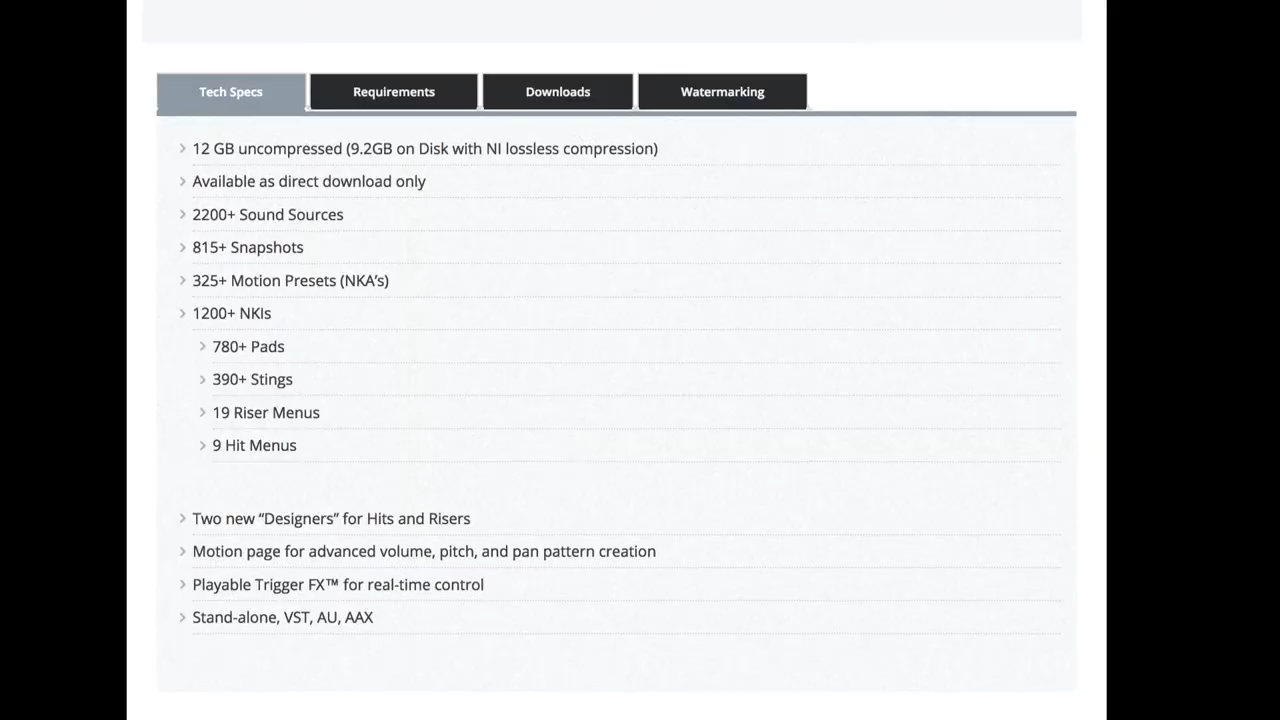 Tech Specs
Requirements
Downloads
Watermarking
12 GB uncompressed (9.2GB on Disk with NI lossless compression)
Available as direct download only
2200+ Sound Sources
815+ Snapshots
325+ Motion Presets (NKA’s)
1200+ NKIs
780+ Pads
390+ Stings
19 Riser Menus
9 Hit Menus
Two new “Designers” for Hits and Risers
Motion page for advanced volume, pitch, and pan pattern creation
Playable Trigger FX™ for real-time control
Stand-alone, VST, AU, AAX